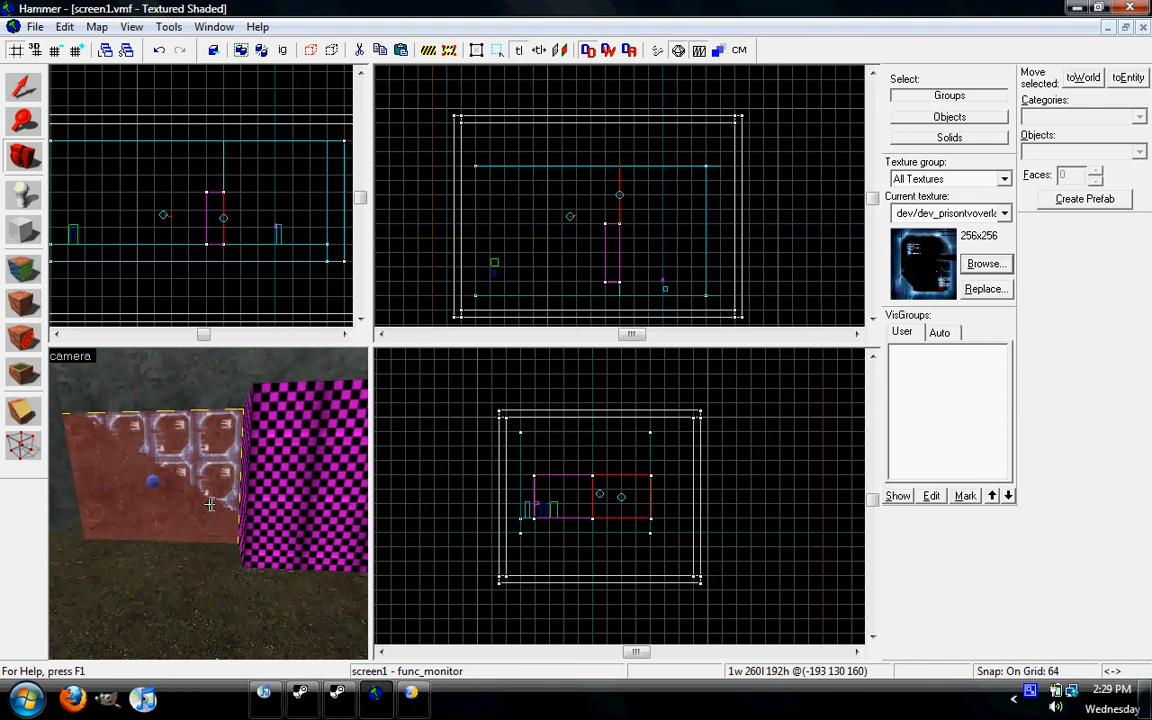 Hammer - [screen1.vmf - Textured Shaded]
File Edit Map View Tools Window Help
3D
ig
tl
CM
Select:
Groups
Objects
Solids
Texture group:
All Textures
Current texture:
dev/dev_prisontvoverla
256x256
Browse...
Replace...
VisGroups:
User Auto
Show Edit Mark
Move selected: toWorld toEntity
Categories:
Objects:
Faces: 0
Create Prefab
camera
For Help, press F1
screen1 - func_monitor
1w 260l 192h @(-193 130 160)
Snap: On Grid: 64
<->
2:29 PM
Wednesday